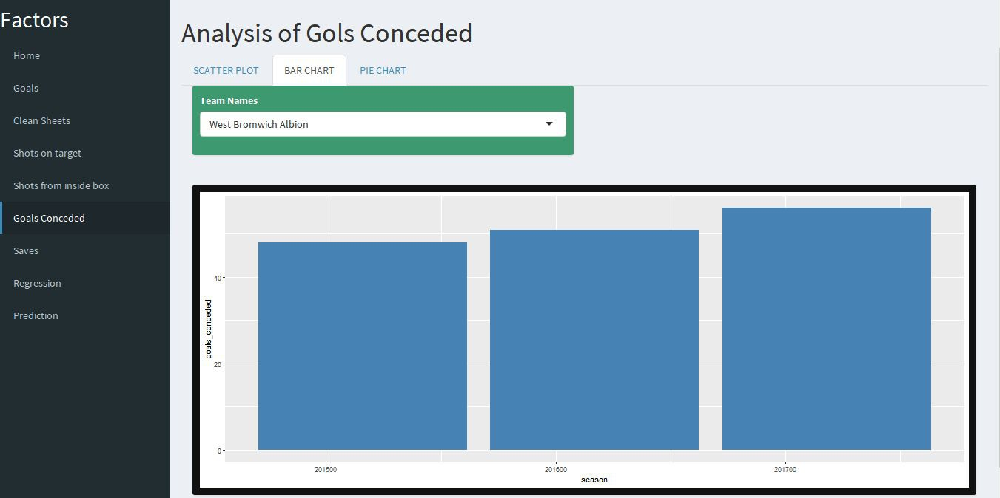 Factors
Home
Goals
Clean Sheets
Shots on target
Shots from inside box
Goals Conceded
Saves
Regression
Prediction
Analysis of Gols Conceded
SCATTER PLOT BAR CHART PIE CHART
Team Names
West Bromwich Albion
goals_conceded
40
20
0
201500 201600 201700
season